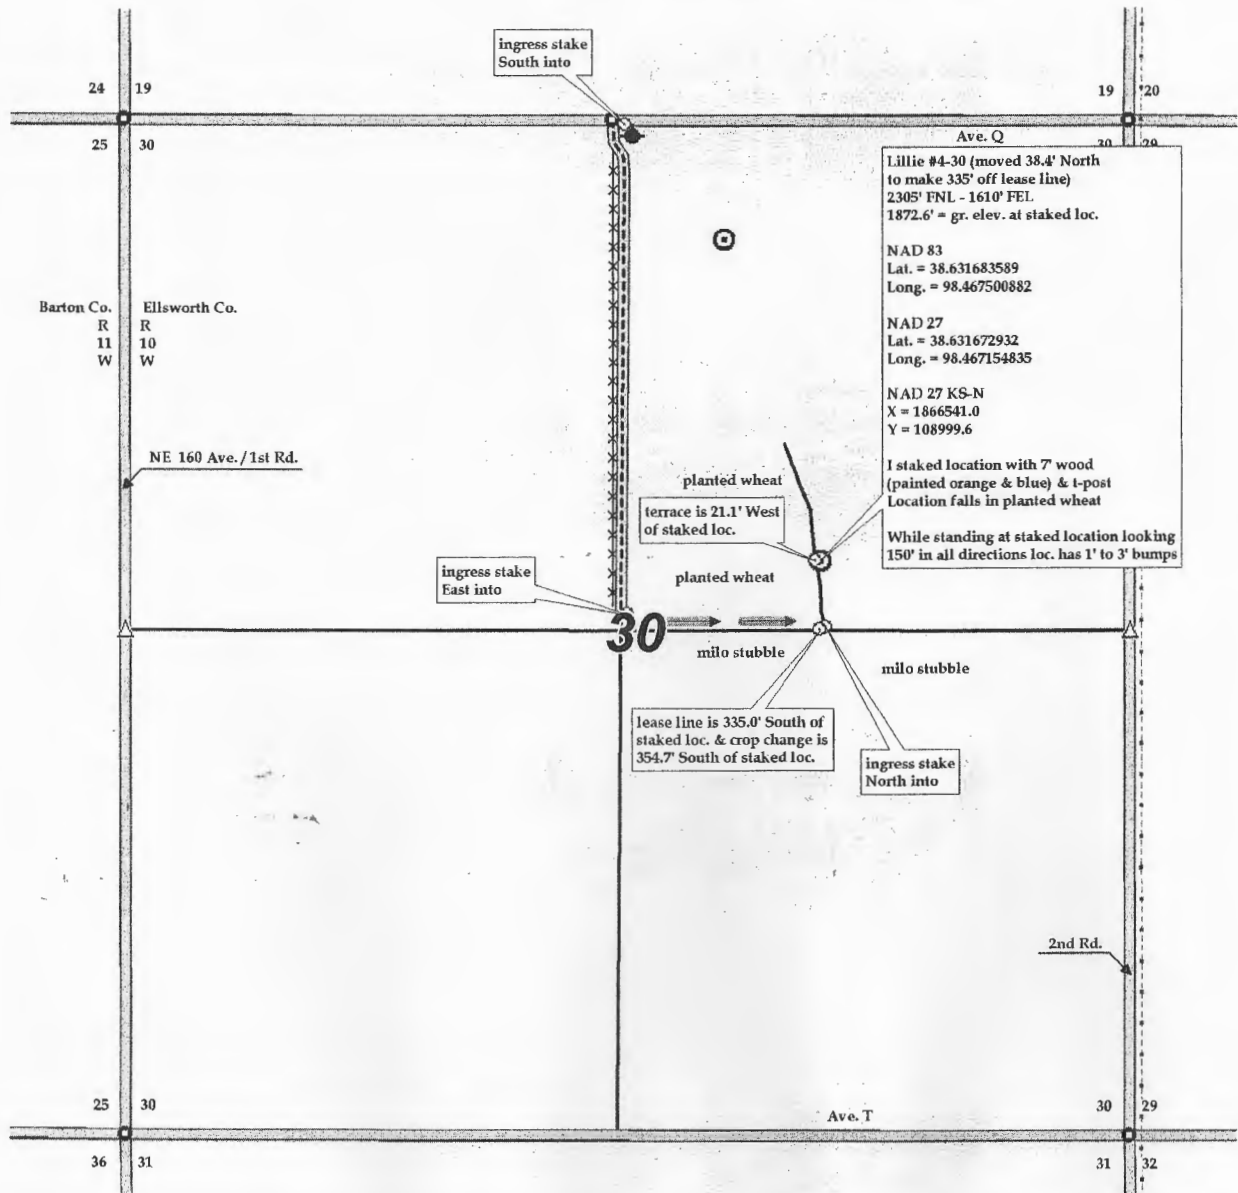 ingress stake
South into
24 19
19 20
25 30
Ave. Q
30 29
Lillie #4-30 (moved 38.4' North
to make 335' off lease line)
2305' FNL - 1610' FEL
1872.6' = gr. elev. at staked loc.
NAD 83
Lat. = 38.631683589
Long. = 98.467500882
NAD 27
Lat. = 38.631672932
Long. = 98.467154835
NAD 27 KS-N
X = 1866541.0
Y = 108999.6
I staked location with 7' wood
(painted orange & blue) & t-post
Location falls in planted wheat
While standing at staked location looking
150' in all directions loc. has 1' to 3' bumps
Barton Co. Ellsworth Co.
R R
11 10
W W
NE 160 Ave./1st Rd.
planted wheat
terrace is 21.1' West
of staked loc.
planted wheat
ingress stake
East into
30
milo stubble
milo stubble
lease line is 335.0' South of
staked loc. & crop change is
354.7' South of staked loc.
ingress stake
North into
2nd Rd.
25 30
Ave. T
30 29
36 31
31 32